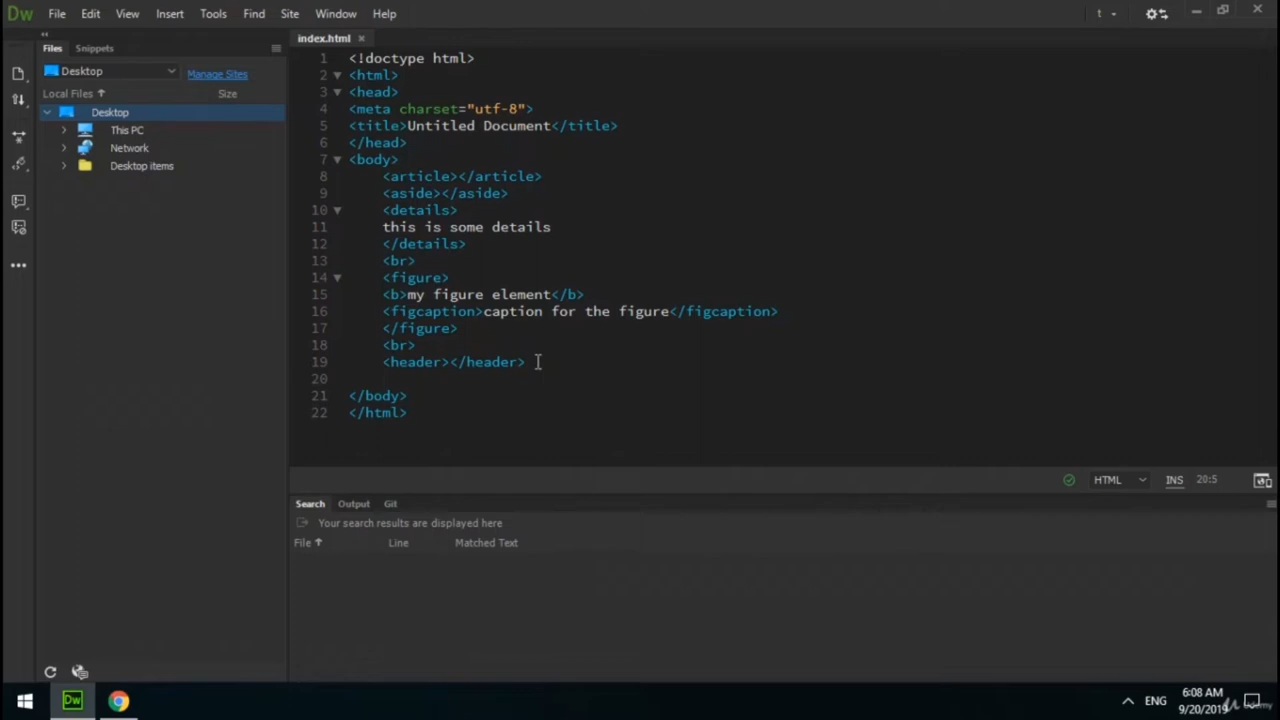 Dw File Edit View Insert Tools Find Site Window Help t
Files Snippets
Desktop Manage Sites
Local Files Size
Desktop
This PC
Network
Desktop items
index.html
1 <!doctype html>
2 <html>
3 <head>
4 <meta charset="utf-8">
5 <title>Untitled Document</title>
6 </head>
7 <body>
8 <article></article>
9 <aside></aside>
10 <details>
11 this is some details
12 </details>
13 <br>
14 <figure>
15 <b>my figure element</b>
16 <figcaption>caption for the figure</figcaption>
17 </figure>
18 <br>
19 <header></header>
20
21 </body>
22 </html>
HTML INS 20:5
Search Output Git
Your search results are displayed here
File Line Matched Text
Dw ENG 6:08 AM
9/20/2019
Udemy